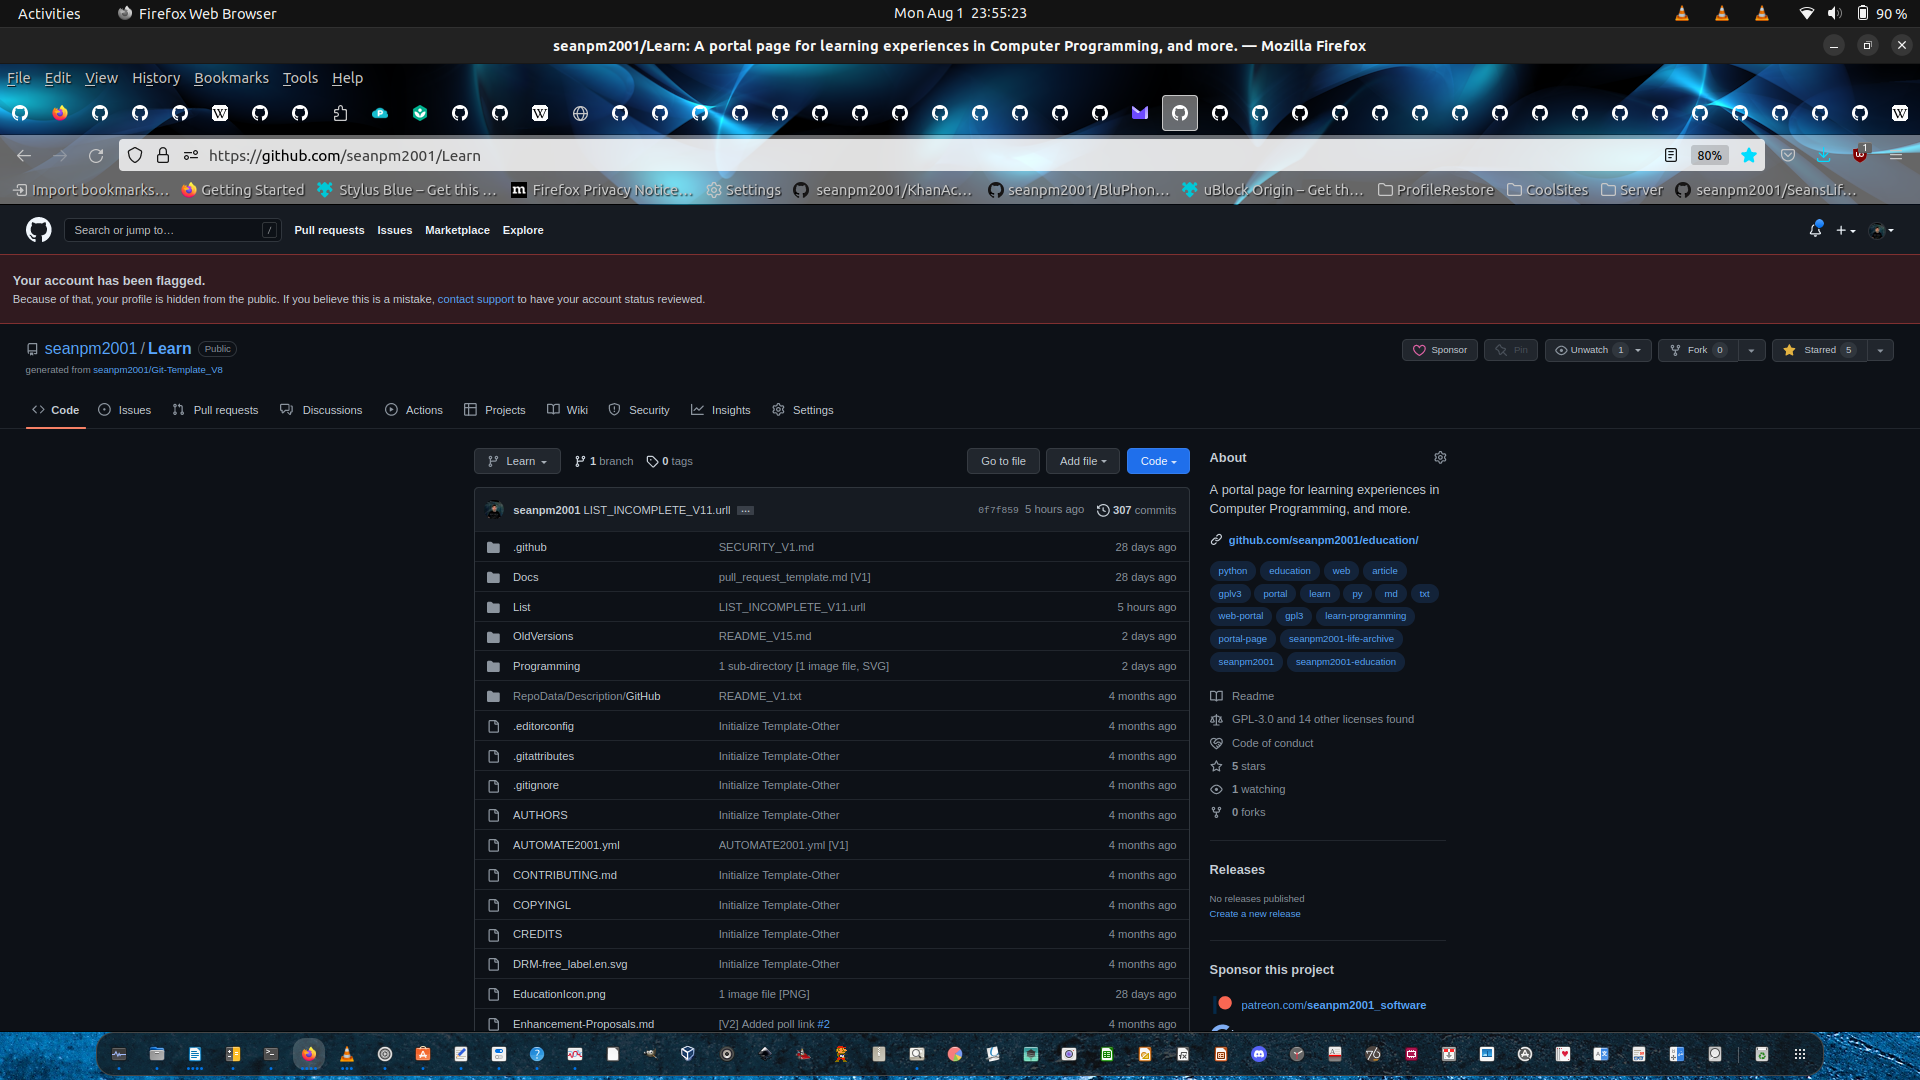 Activities
Firefox Web Browser
Mon Aug 1 23:55:23
90 %
seanpm2001/Learn: A portal page for learning experiences in Computer Programming, and more. — Mozilla Firefox
File Edit View History Bookmarks Tools Help
https://github.com/seanpm2001/Learn
80%
1
Import bookmarks…
Getting Started
Stylus Blue – Get this …
Firefox Privacy Notice…
Settings
seanpm2001/KhanAc…
seanpm2001/BluPhon…
uBlock Origin – Get th…
ProfileRestore
CoolSites
Server
seanpm2001/SeansLif…
Search or jump to…
/
Pull requests
Issues
Marketplace
Explore
Your account has been flagged.
Because of that, your profile is hidden from the public. If you believe this is a mistake, contact support to have your account status reviewed.
seanpm2001/Learn
Public
Sponsor
Pin
Unwatch 1
Fork 0
Starred 5
generated from seanpm2001/Git-Template_V8
Code
Issues
Pull requests
Discussions
Actions
Projects
Wiki
Security
Insights
Settings
Learn
1 branch
0 tags
Go to file
Add file
Code
seanpm2001 LIST_INCOMPLETE_V11.urll …
0f7f859 5 hours ago
307 commits
.github SECURITY_V1.md 28 days ago
Docs pull_request_template.md [V1] 28 days ago
List LIST_INCOMPLETE_V11.urll 5 hours ago
OldVersions README_V15.md 2 days ago
Programming 1 sub-directory [1 image file, SVG] 2 days ago
RepoData/Description/GitHub README_V1.txt 4 months ago
.editorconfig Initialize Template-Other 4 months ago
.gitattributes Initialize Template-Other 4 months ago
.gitignore Initialize Template-Other 4 months ago
AUTHORS Initialize Template-Other 4 months ago
AUTOMATE2001.yml AUTOMATE2001.yml [V1] 4 months ago
CONTRIBUTING.md Initialize Template-Other 4 months ago
COPYINGL Initialize Template-Other 4 months ago
CREDITS Initialize Template-Other 4 months ago
DRM-free_label.en.svg Initialize Template-Other 4 months ago
EducationIcon.png 1 image file [PNG] 28 days ago
Enhancement-Proposals.md [V2] Added poll link #2 4 months ago
About
A portal page for learning experiences in
Computer Programming, and more.
github.com/seanpm2001/education/
python education web article
gplv3 portal learn py md txt
web-portal gpl3 learn-programming
portal-page seanpm2001-life-archive
seanpm2001 seanpm2001-education
Readme
GPL-3.0 and 14 other licenses found
Code of conduct
5 stars
1 watching
0 forks
Releases
No releases published
Create a new release
Sponsor this project
patreon.com/seanpm2001_software